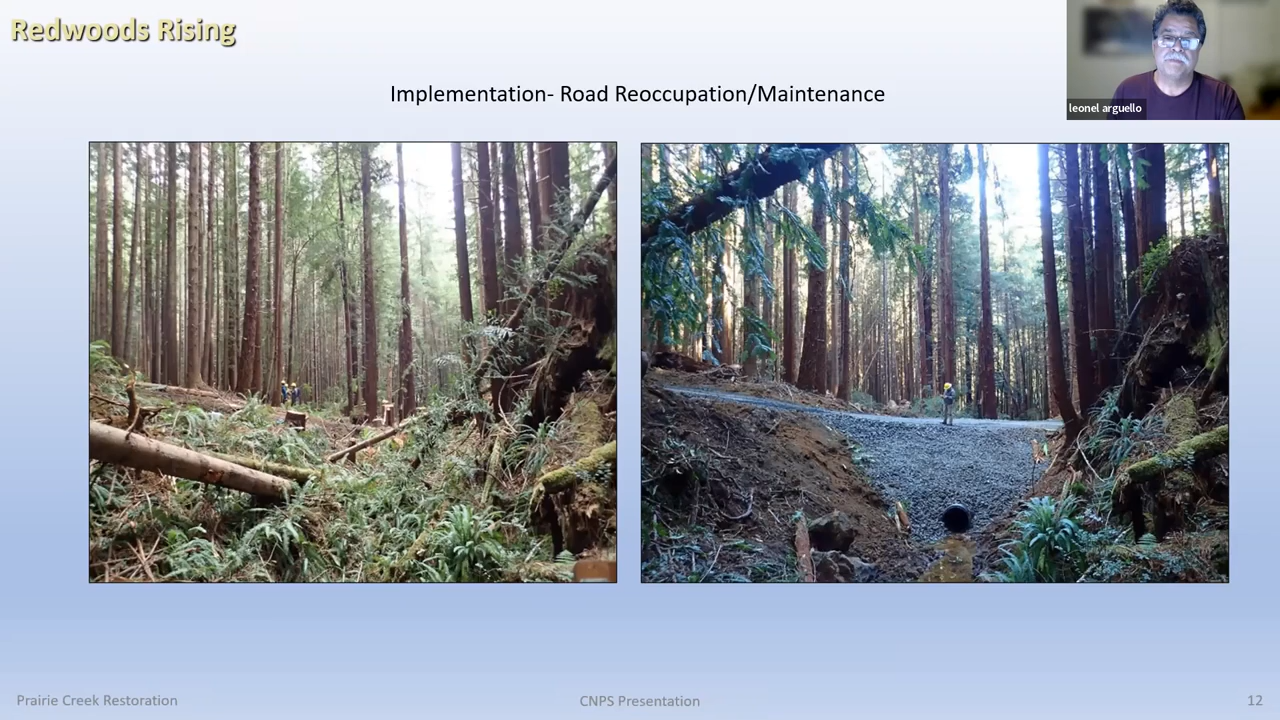 Redwoods Rising
leonel arguello
Implementation- Road Reoccupation/Maintenance
Prairie Creek Restoration
CNPS Presentation
12